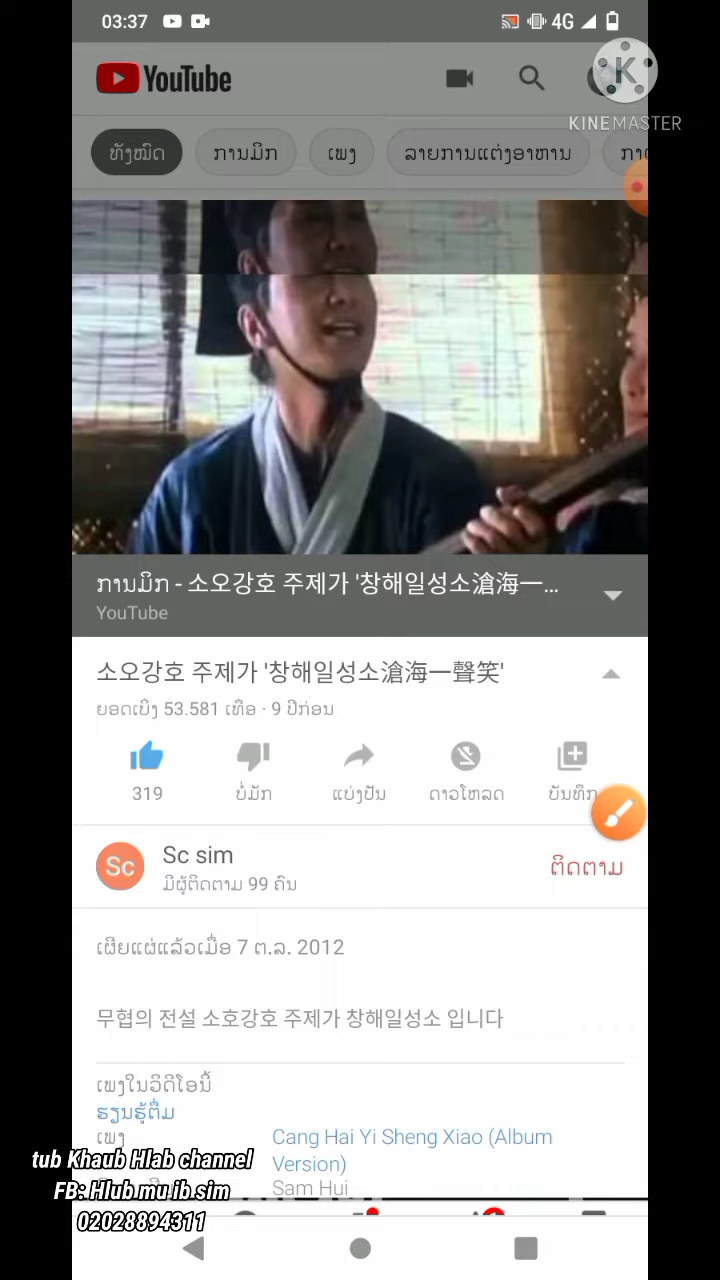 03:37
4G
YouTube
K
KINEMASTER
ທັງໝົດ
ການມິກ
ເພງ
ລາຍການແຕ່ງອາຫານ
ການມິກ - 소오강호 주제가 '창해일성소滄海一...
YouTube
소오강호 주제가 '창해일성소滄海一聲笑'
ຍອດເບິ່ງ 53.581 ເທື່ອ · 9 ປີກ່ອນ
319
ບໍ່ມັກ
ແບ່ງປັນ
ດາວໂຫລດ
ບັນທຶກ
Sc
Sc sim
ມີຜູ້ຕິດຕາມ 99 ຄົນ
ຕິດຕາມ
ເຜີຍແຜ່ແລ້ວເມື່ອ 7 ຕ.ລ. 2012
무협의 전설 소호강호 주제가 창해일성소 입니다
ເພງໃນວິດີໂອນີ້
ຮຽນຮູ້ຕື່ມ
ເພງ
Cang Hai Yi Sheng Xiao (Album
Version)
Sam Hui
tub Khaub Hlab channel
FB: Hlub mu ib sim
02028894311